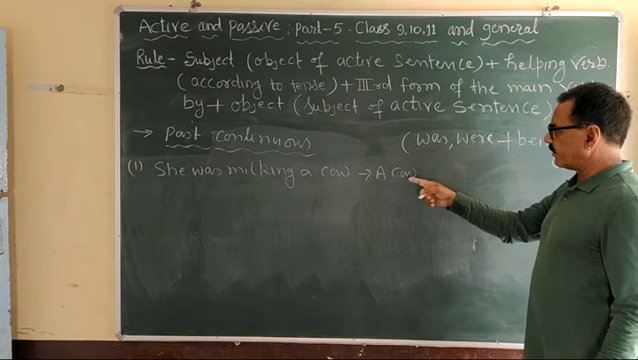 Active and Passive: Part-5 - Class 9,10,11 and general
Rule - Subject (object of active Sentence) + helping verb
(according to tense) + IIIrd form of the main
by + object (Subject of active Sentence)
→ Past continuous (was, were +
(1) She was milking a cow → A cow